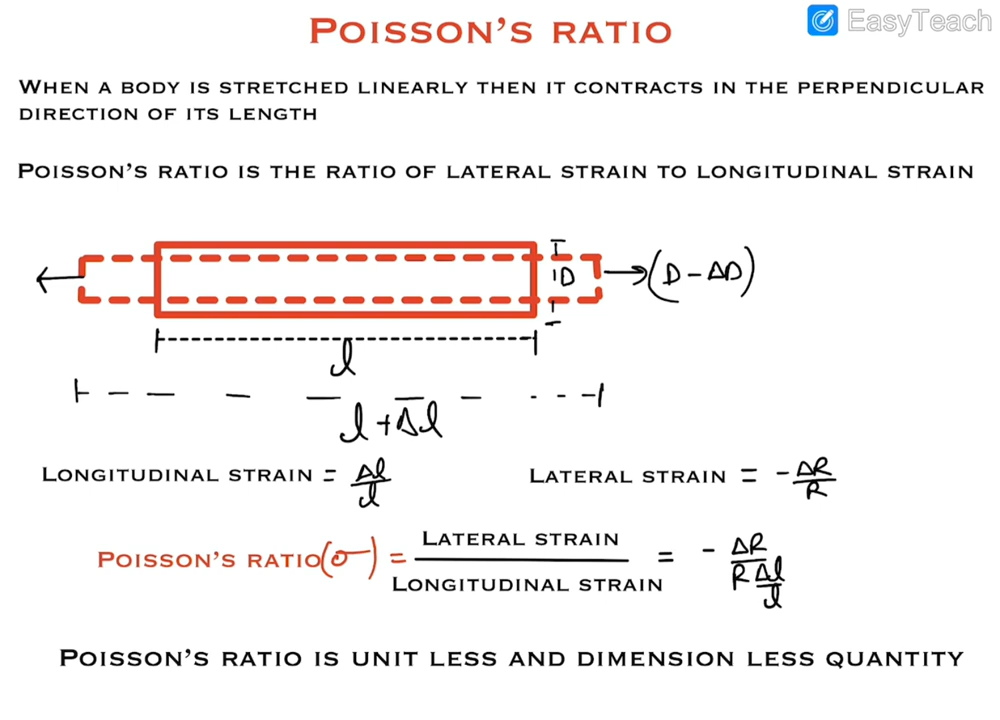 EasyTeach
POISSON'S RATIO
WHEN A BODY IS STRETCHED LINEARLY THEN IT CONTRACTS IN THE PERPENDICULAR
DIRECTION OF ITS LENGTH
POISSON'S RATIO IS THE RATIO OF LATERAL STRAIN TO LONGITUDINAL STRAIN
D
(D - ΔD)
l
l + Δl
LONGITUDINAL STRAIN = Δl/l
LATERAL STRAIN = - ΔR/R
POISSON'S RATIO (σ) = LATERAL STRAIN / LONGITUDINAL STRAIN = - ΔR / R Δl/l
POISSON'S RATIO IS UNIT LESS AND DIMENSION LESS QUANTITY